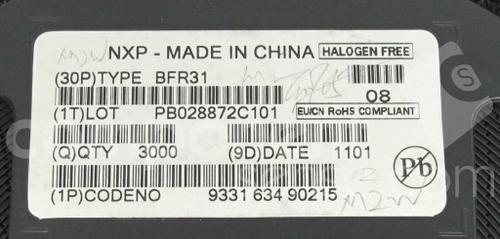 NXP - MADE IN CHINA HALOGEN FREE
(30P)TYPE BFR31
08
(1T)LOT PB028872C101 EU/CN RoHS COMPLIANT
(Q)QTY 3000 (9D)DATE 1101
Pb
(1P)CODENO 9331 634 90215